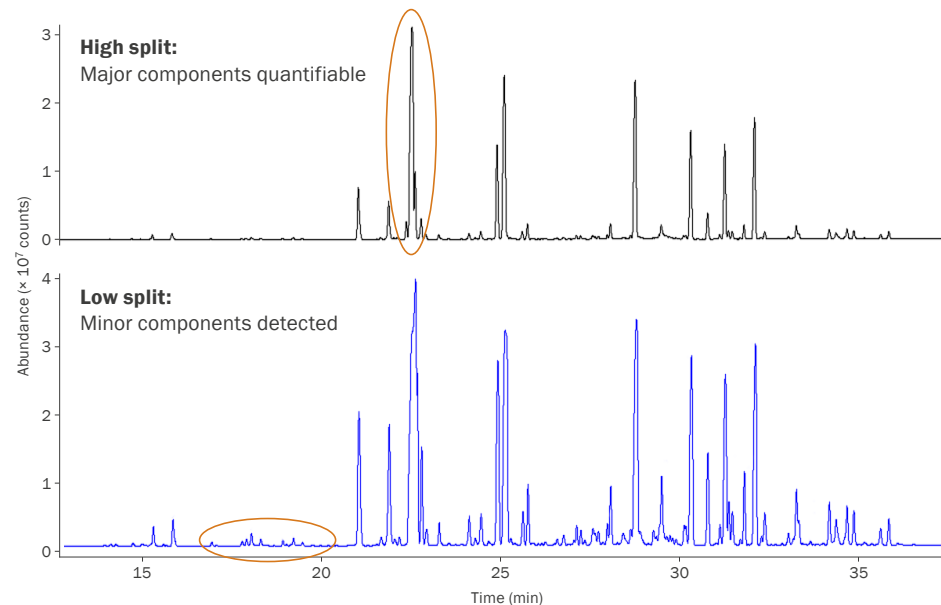 High split:
Major components quantifiable
3
2
1
0
Abundance (× 10⁷ counts)
Low split:
Minor components detected
4
3
2
1
0
15 20 25 30 35
Time (min)